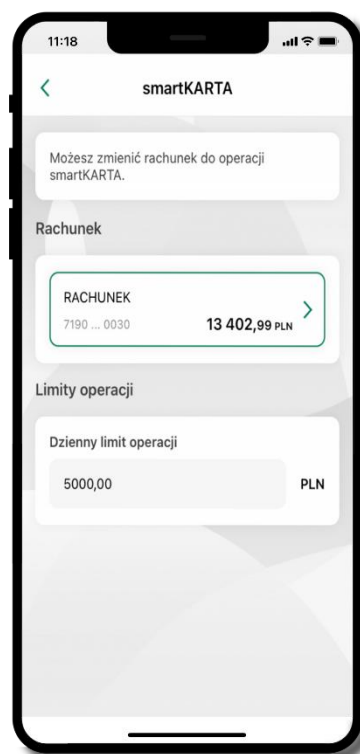 11:18
smartKARTA
Możesz zmienić rachunek do operacji
smartKARTA.
Rachunek
RACHUNEK
7190 ... 0030
13 402,99 PLN
Limity operacji
Dzienny limit operacji
5000,00
PLN